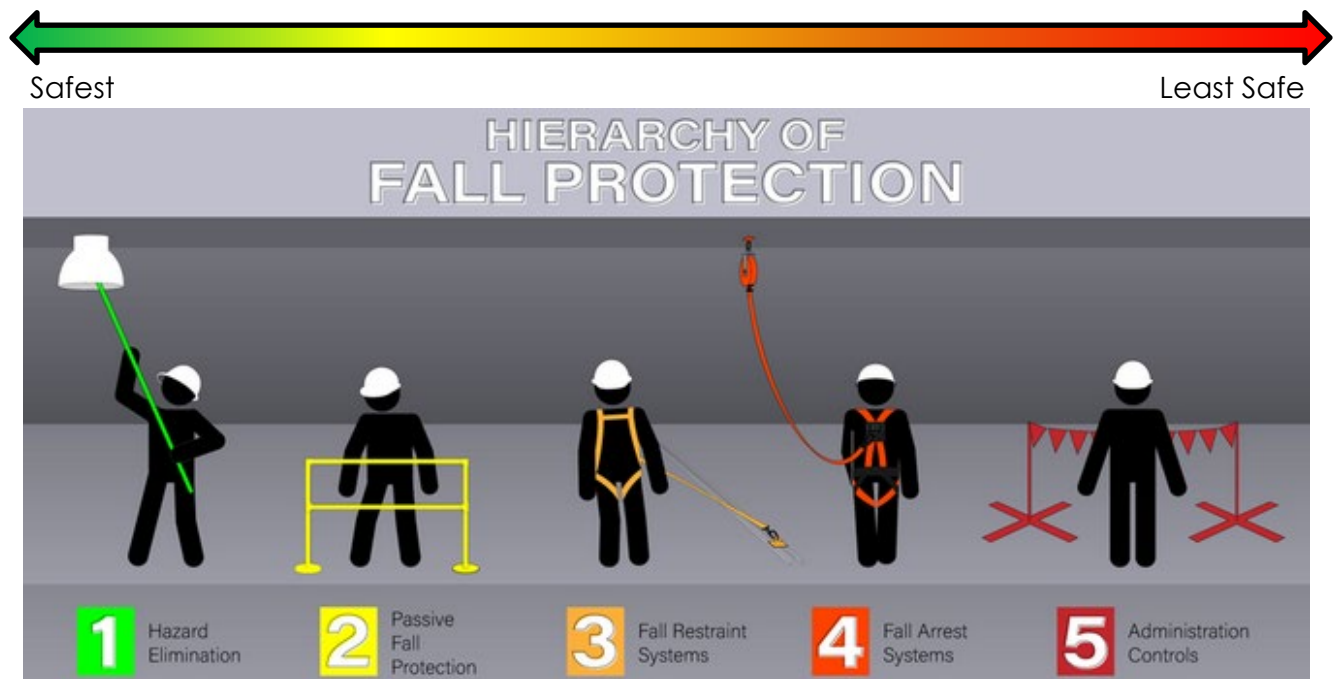 Safest
Least Safe
HIERARCHY OF
FALL PROTECTION
1
Hazard
Elimination
2
Passive
Fall
Protection
3
Fall Restraint
Systems
4
Fall Arrest
Systems
5
Administration
Controls